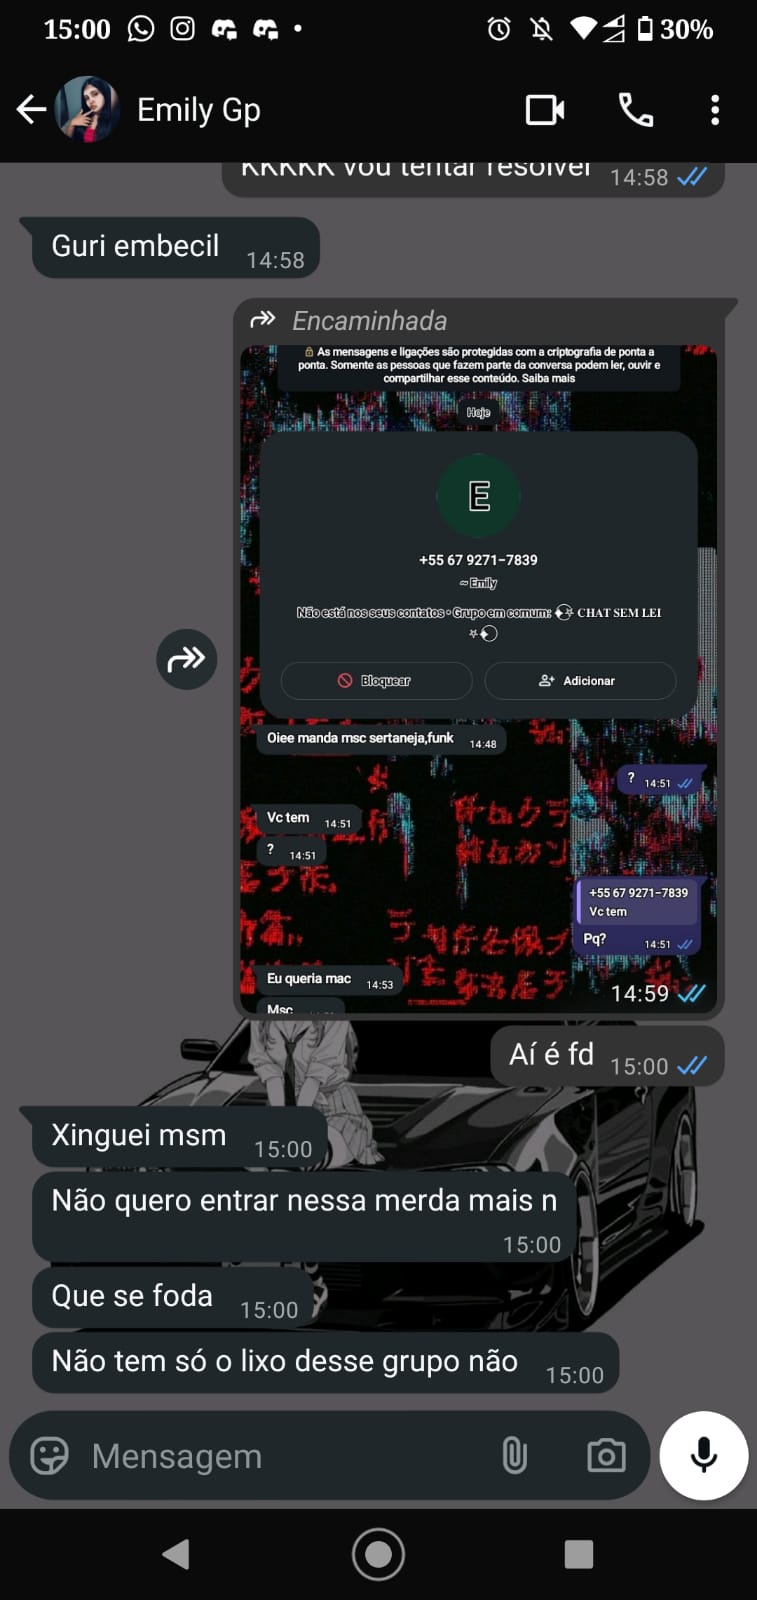 15:00
30%
Emily Gp
KKKKK vou tentar resolver 14:58
Guri embecil 14:58
Encaminhada
As mensagens e ligações são protegidas com a criptografia de ponta a
ponta. Somente as pessoas que fazem parte da conversa podem ler, ouvir e
compartilhar esse conteúdo. Saiba mais
Hoje
E
+55 67 9271-7839
~ Emily
Não está nos seus contatos • Grupo em comum: CHAT SEM LEI
Bloquear
Adicionar
Oiee manda msc sertaneja,funk 14:48
? 14:51
Vc tem 14:51
? 14:51
+55 67 9271-7839
Vc tem
Pq? 14:51
Eu queria mac 14:53
Msc
14:59
Aí é fd 15:00
Xinguei msm 15:00
Não quero entrar nessa merda mais n
15:00
Que se foda 15:00
Não tem só o lixo desse grupo não 15:00
Mensagem